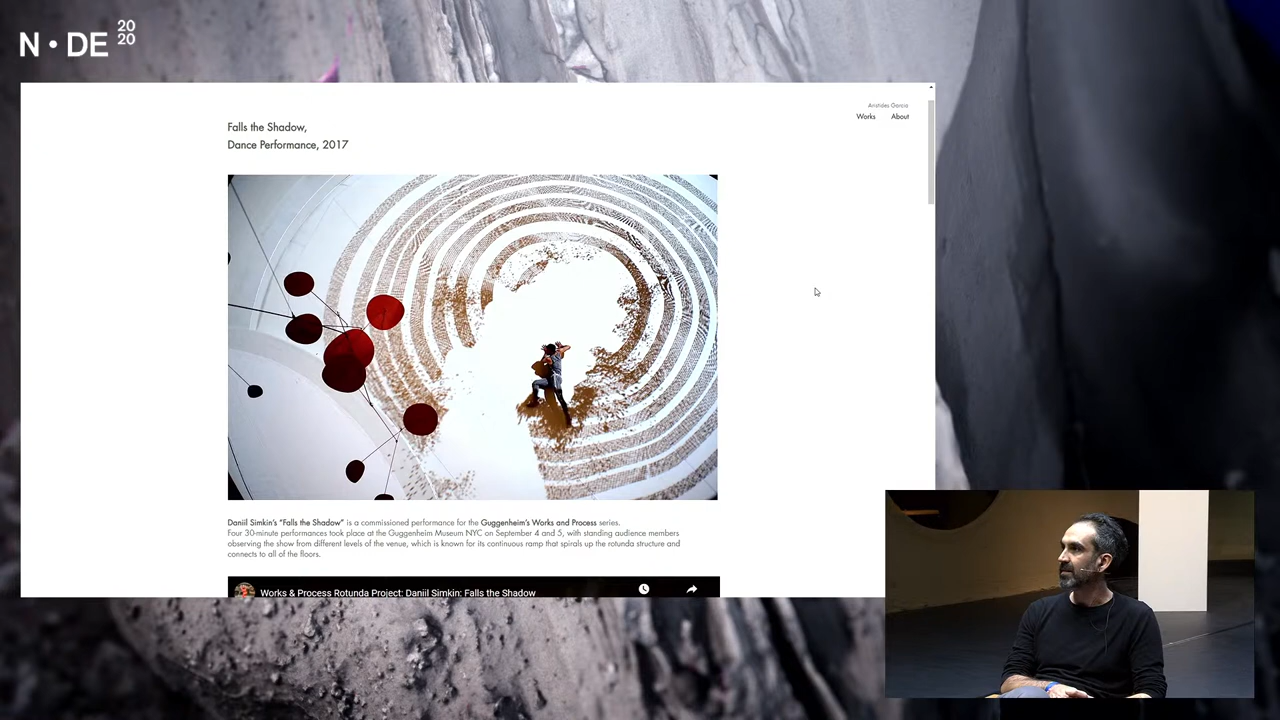 N • DE 20
20
Aristides Garcia
Works About
Falls the Shadow,
Dance Performance, 2017
Daniil Simkin's "Falls the Shadow" is a commissioned performance for the Guggenheim's Works and Process series.
Four 30-minute performances took place at the Guggenheim Museum NYC on September 4 and 5, with standing audience members
observing the show from different levels of the venue, which is known for its continuous ramp that spirals up the rotunda structure and
connects to all of the floors.
Works & Process Rotunda Project: Daniil Simkin: Falls the Shadow